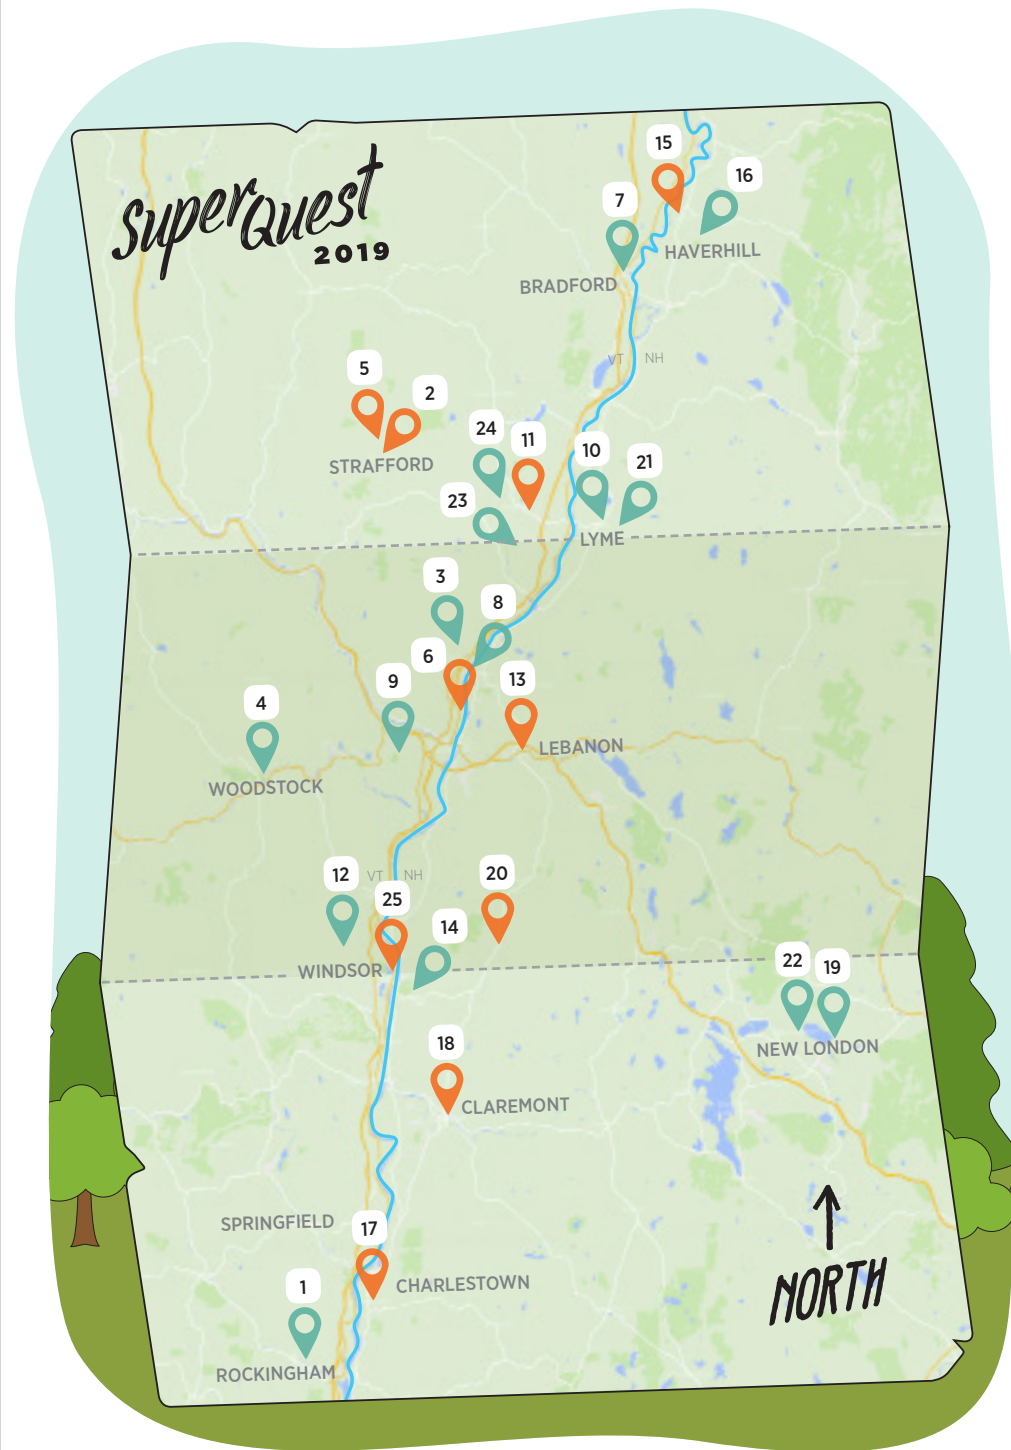 SuperQuest
2019
15
16
7
HAVERHILL
BRADFORD
VT NH
5
2
24
11
10
21
STRAFFORD
23
LYME
3
8
6
13
9
4
LEBANON
WOODSTOCK
12
VT NH
20
25
14
WINDSOR
22
19
NEW LONDON
18
CLAREMONT
SPRINGFIELD
17
NORTH
1
CHARLESTOWN
ROCKINGHAM